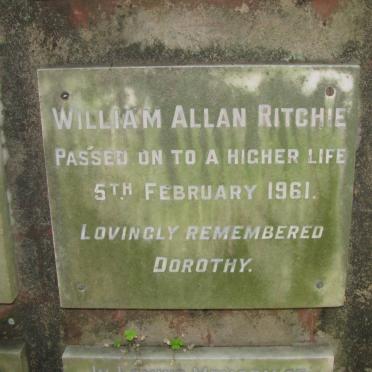 WILLIAM ALLAN RITCHIE
PASSED ON TO A HIGHER LIFE
5TH FEBRUARY 1961.
LOVINGLY REMEMBERED
DOROTHY.